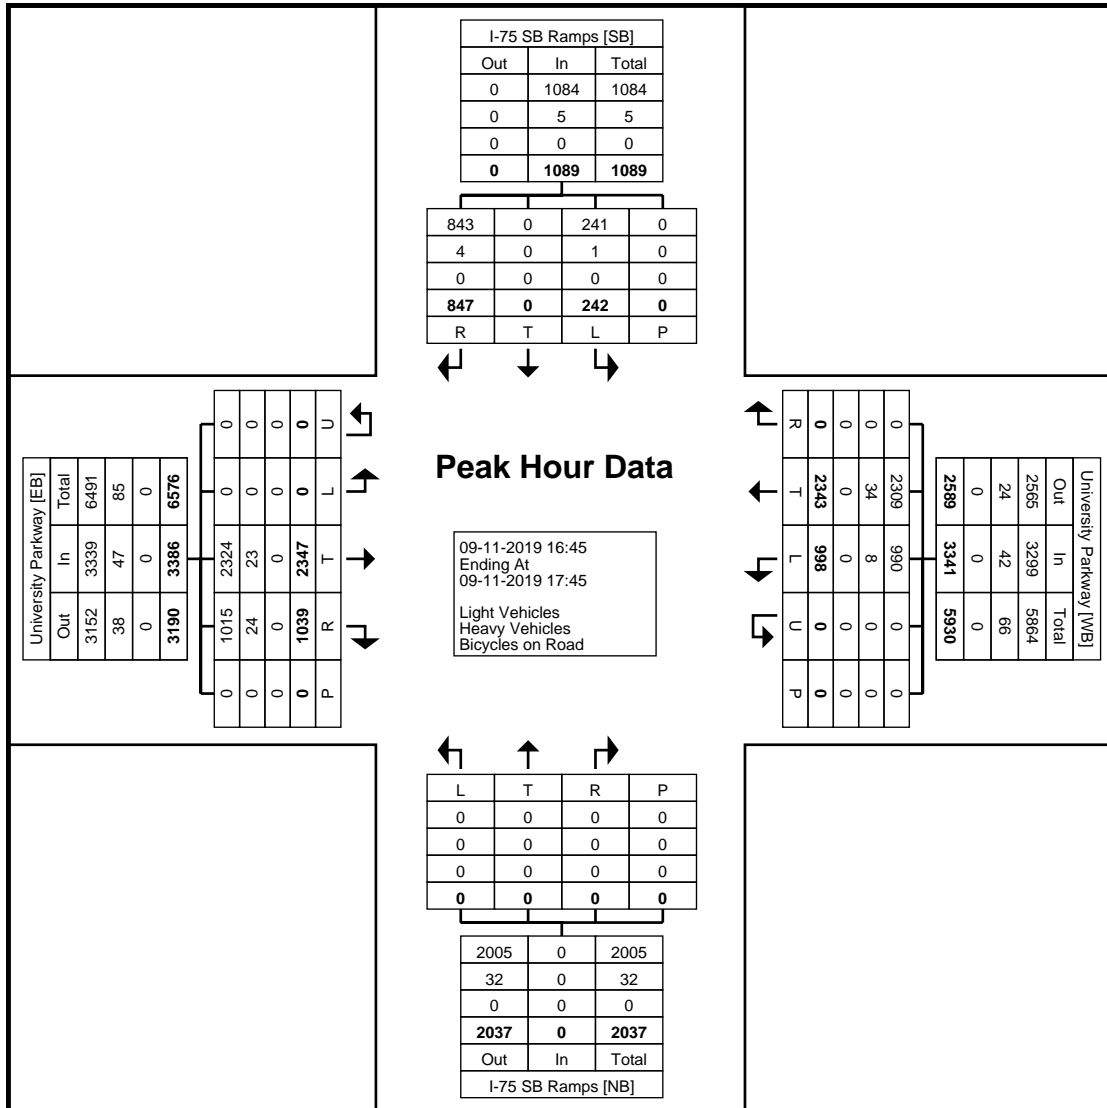 I-75 SB Ramps [SB]
Out In Total
0 1084 1084
0 5 5
0 0 0
0 1089 1089
843 0 241 0
4 0 1 0
0 0 0 0
847 0 242 0
R T L P
University Parkway [EB]
Total In Out
6491 3339 3152
85 47 38
0 0 0
6576 3386 3190
0 0 2324 1015 0
0 0 23 24 0
0 0 0 0 0
0 0 2347 1039 0
U L T R P
Peak Hour Data
09-11-2019 16:45
Ending At
09-11-2019 17:45
Light Vehicles
Heavy Vehicles
Bicycles on Road
University Parkway [WB]
Out In Total
2565 3299 5864
24 42 66
0 0 0
2589 3341 5930
0 2309 990 0 0
0 34 8 0 0
0 0 0 0 0
0 2343 998 0 0
R T L U P
L T R P
0 0 0 0
0 0 0 0
0 0 0 0
0 0 0 0
2005 0 2005
32 0 32
0 0 0
2037 0 2037
Out In Total
I-75 SB Ramps [NB]